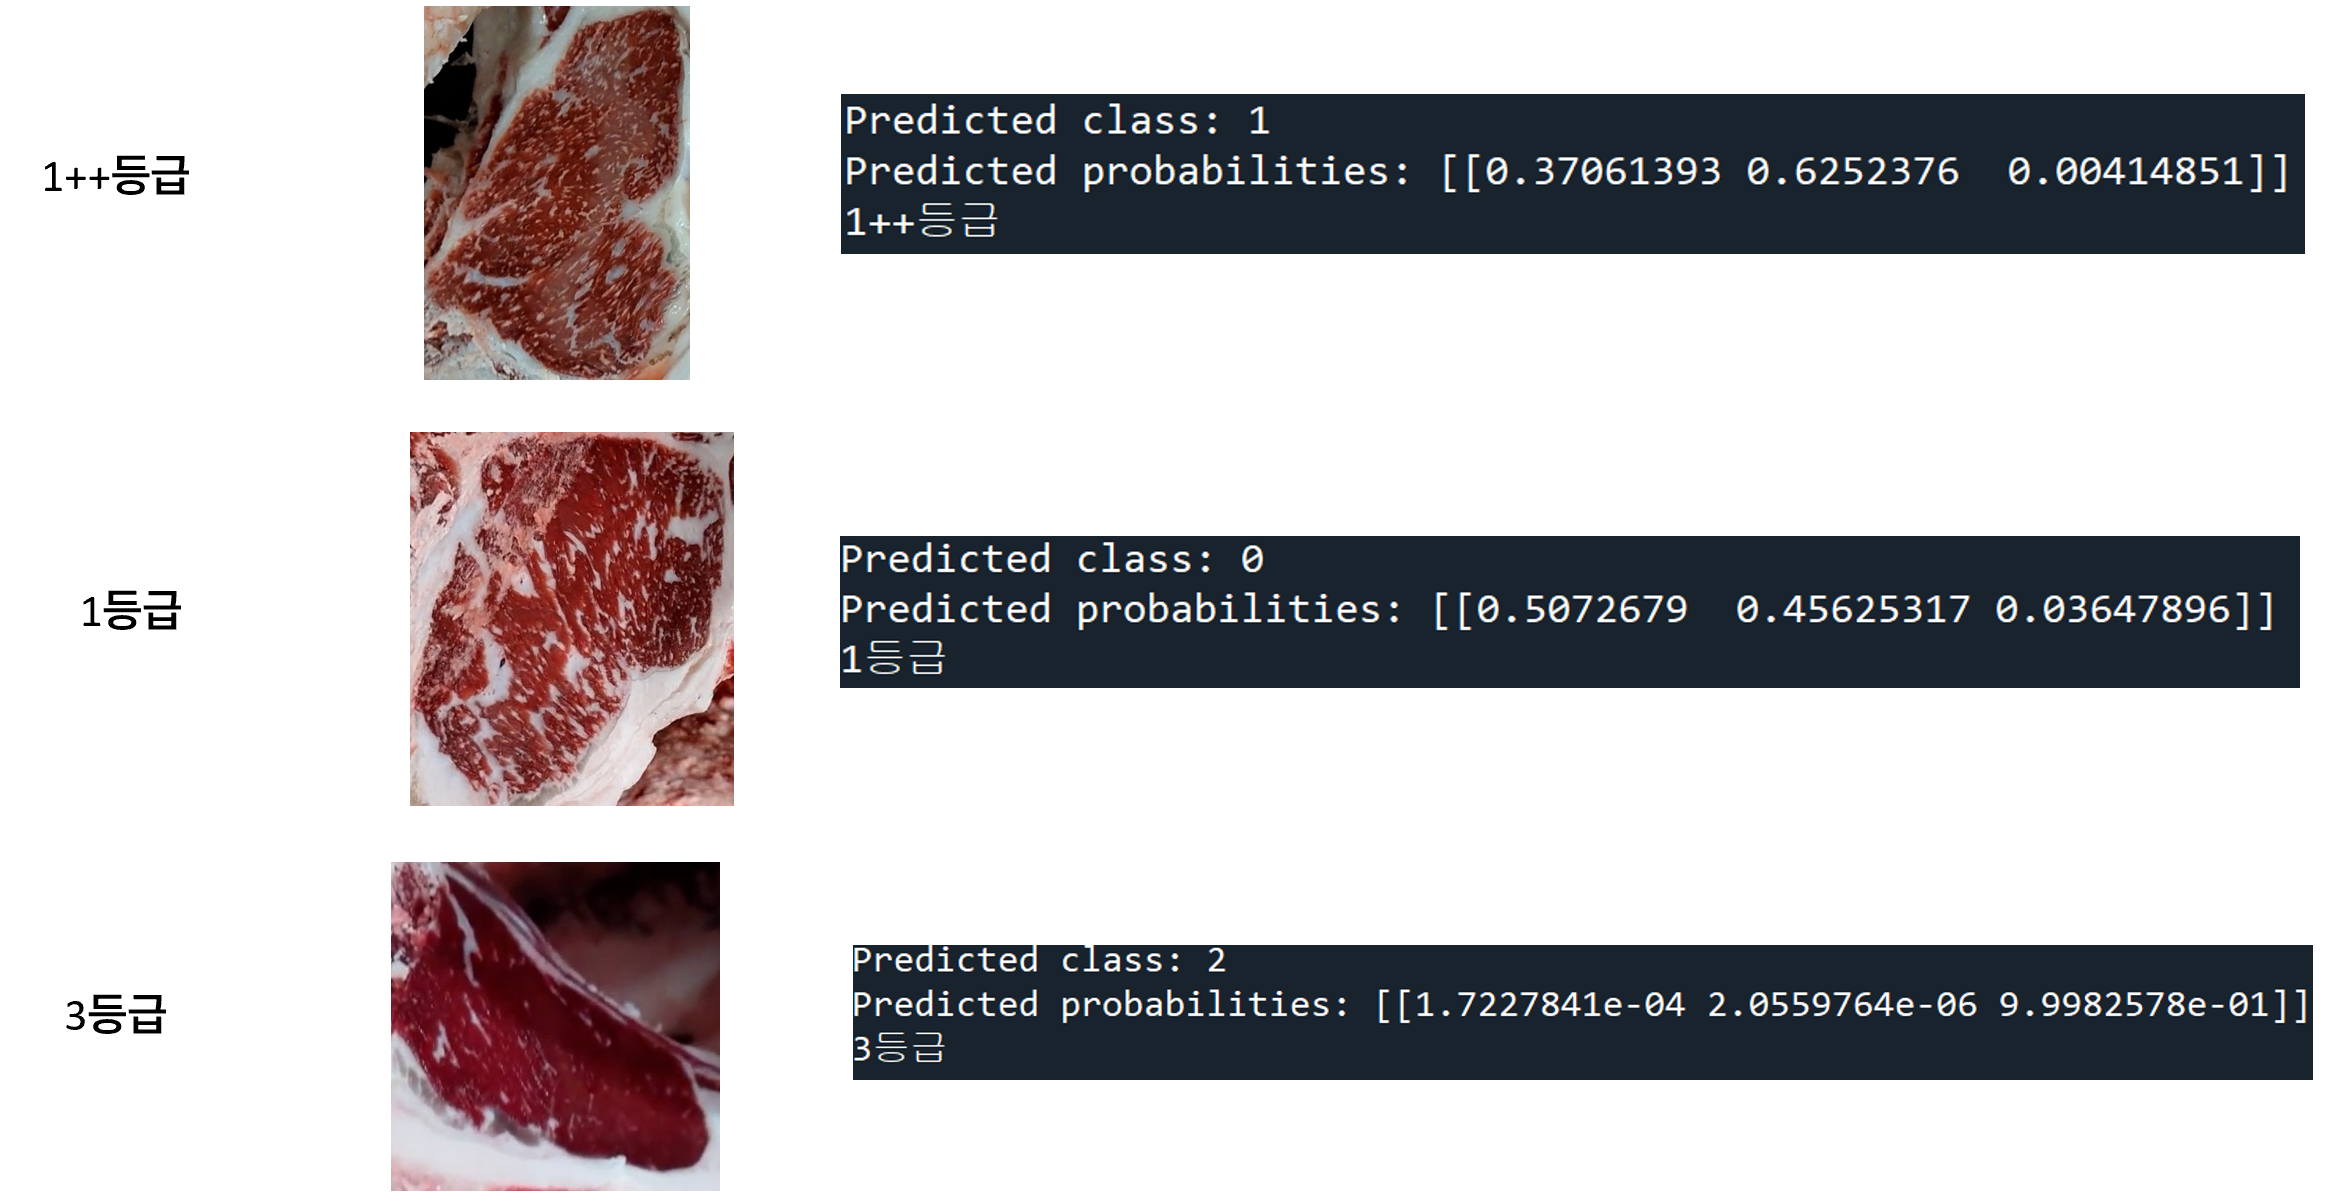 1++등급
Predicted class: 1
Predicted probabilities: [[0.37061393 0.6252376  0.00414851]]
1++등급
1등급
Predicted class: 0
Predicted probabilities: [[0.5072679  0.45625317 0.03647896]]
1등급
3등급
Predicted class: 2
Predicted probabilities: [[1.7227841e-04 2.0559764e-06 9.9982578e-01]]
3등급